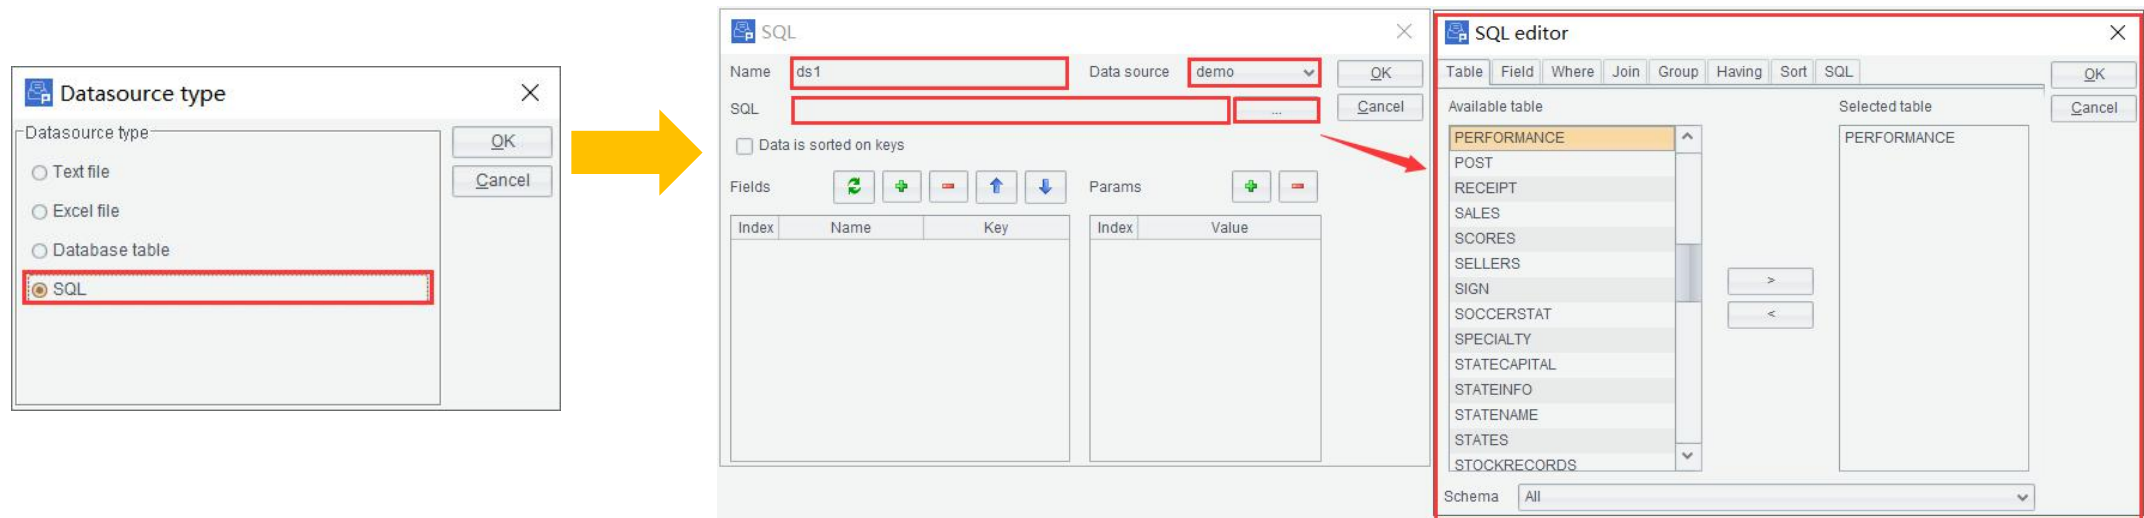 Datasource type
Datasource type
OK
Text file
Cancel
Excel file
Database table
SQL
SQL
Name ds1 Data source demo OK
SQL ... Cancel
Data is sorted on keys
Fields Params
Index Name Key Index Value
SQL editor
Table Field Where Join Group Having Sort SQL OK
Available table Selected table Cancel
PERFORMANCE PERFORMANCE
POST
RECEIPT
SALES
SCORES
SELLERS
SIGN >
SOCCERSTAT <
SPECIALTY
STATECAPITAL
STATEINFO
STATENAME
STATES
STOCKRECORDS
Schema All